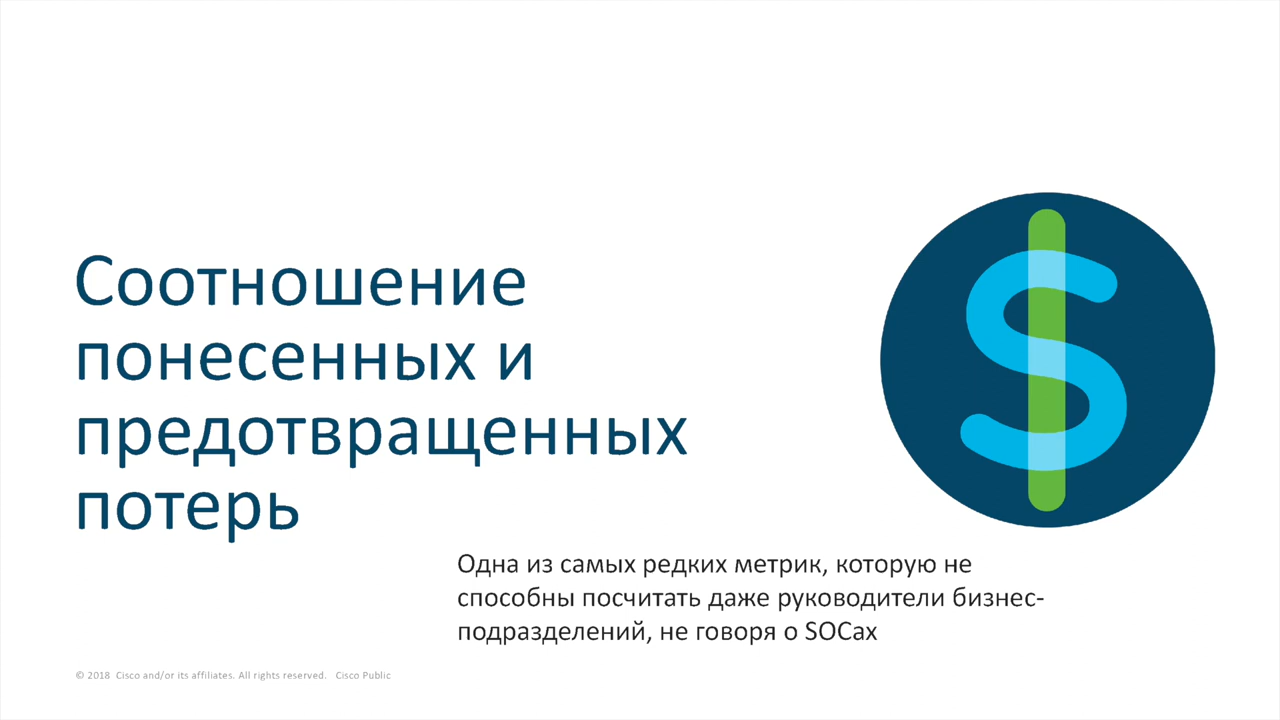 Соотношение
понесенных и
предотвращенных
потерь
Одна из самых редких метрик, которую не
способны посчитать даже руководители бизнес-
подразделений, не говоря о SOCах
© 2018 Cisco and/or its affiliates. All rights reserved. Cisco Public